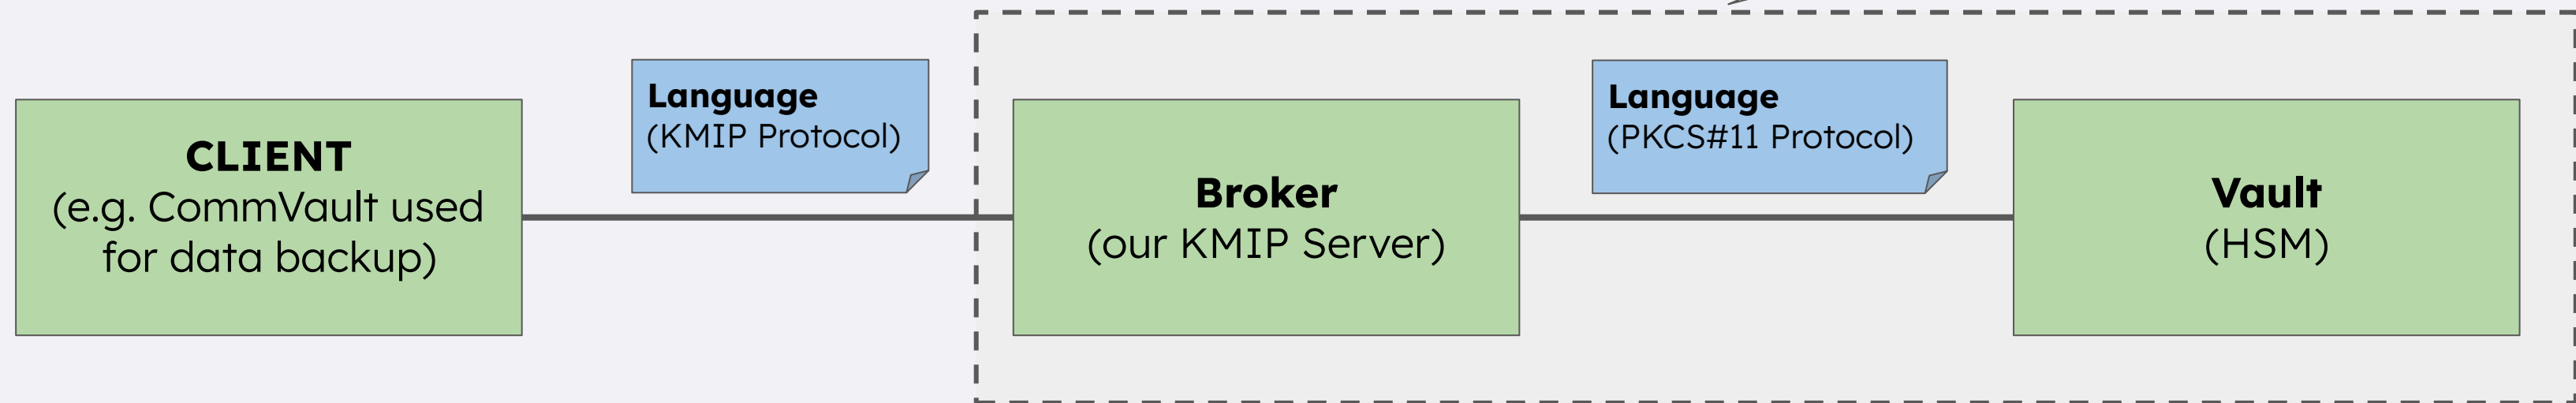 CLIENT
(e.g. CommVault used
for data backup)
Language
(KMIP Protocol)
Broker
(our KMIP Server)
Language
(PKCS#11 Protocol)
Vault
(HSM)